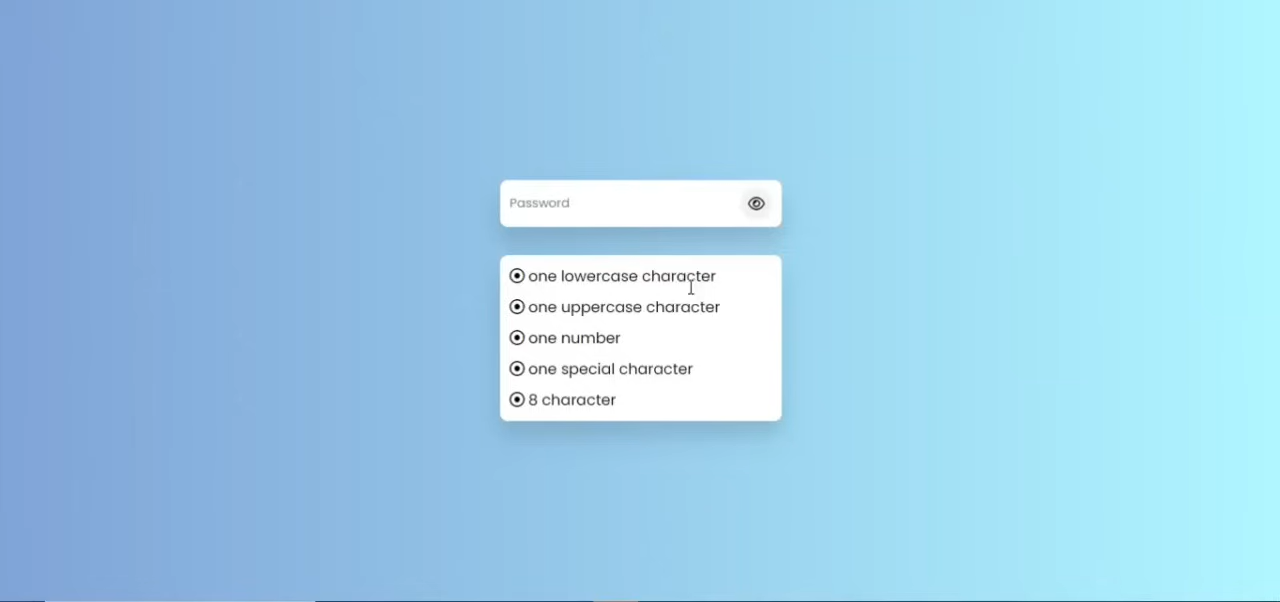 Password
one lowercase character
one uppercase character
one number
one special character
8 character